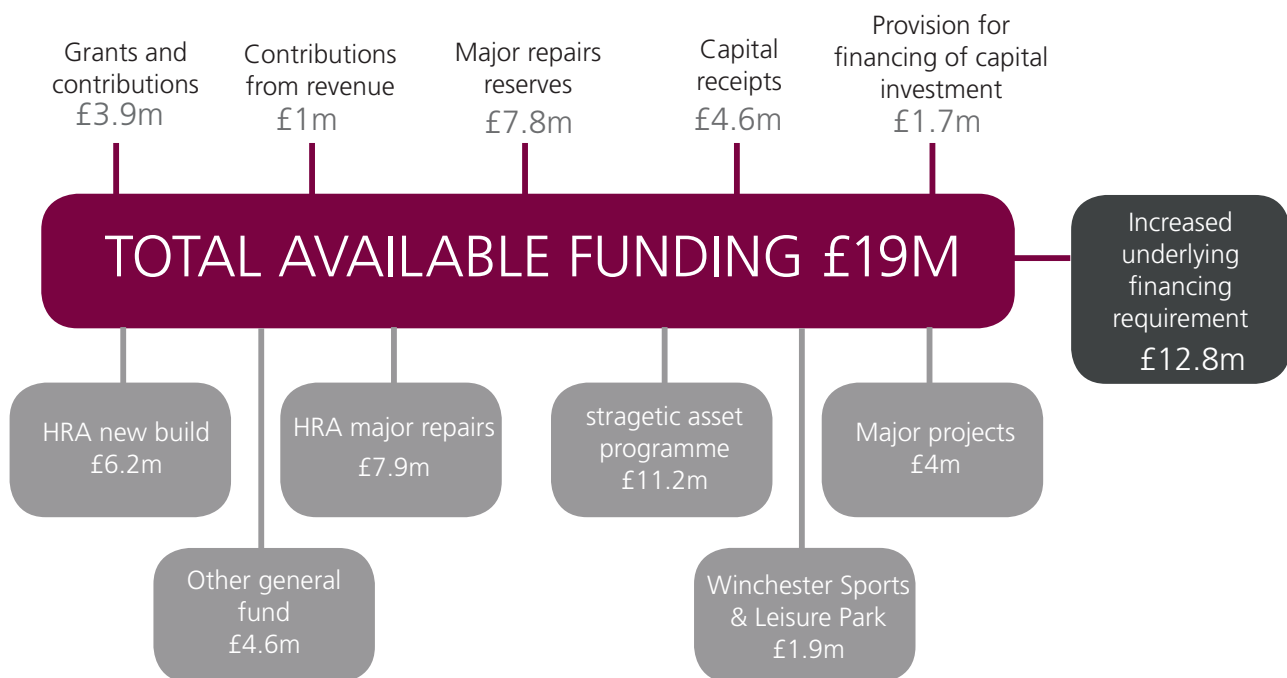 Grants and
contributions
£3.9m
Contributions
from revenue
£1m
Major repairs
reserves
£7.8m
Capital
receipts
£4.6m
Provision for
financing of capital
investment
£1.7m
TOTAL AVAILABLE FUNDING £19M
Increased
underlying
financing
requirement
£12.8m
HRA new build
£6.2m
HRA major repairs
£7.9m
stragetic asset
programme
£11.2m
Major projects
£4m
Other general
fund
£4.6m
Winchester Sports
& Leisure Park
£1.9m